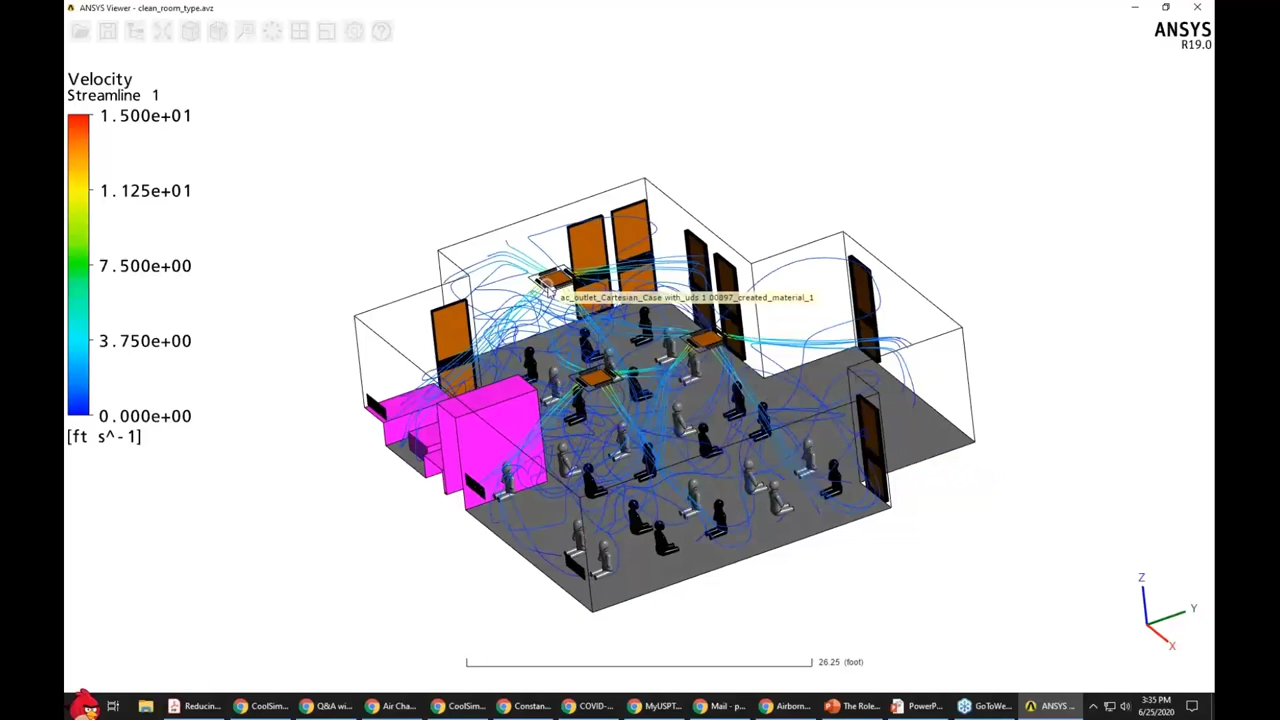 ANSYS Viewer - clean_room_type.avz
ANSYS
R19.0
Velocity
Streamline 1
1.500e+01
1.125e+01
7.500e+00
3.750e+00
0.000e+00
[ft s^-1]
ac_outlet_Cartesian_Case with_uds 1 00897_created_material_1
Z
Y
X
26.25 (foot)
Reducin...
CoolSim...
Q&A wi...
Air Cha...
CoolSim...
Constan...
COVID-...
MyUSPT...
Mail - p...
Airborn...
The Role...
PowerP...
GoToWe...
ANSYS ...
3:35 PM
6/25/2020